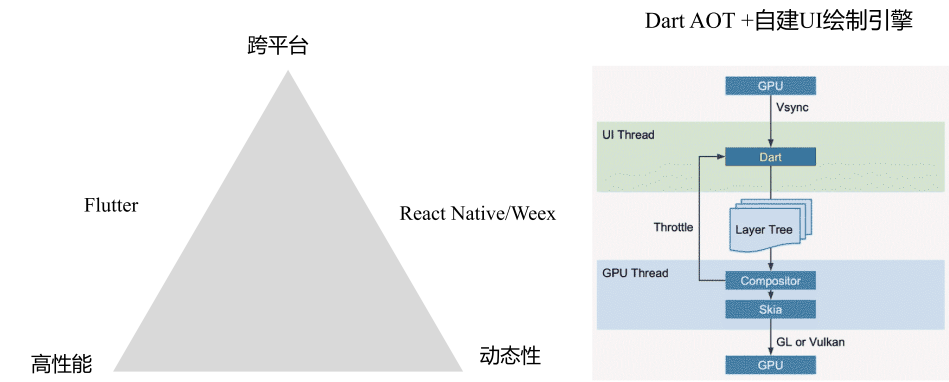 跨平台
Flutter
React Native/Weex
高性能
动态性
Dart AOT +自建UI绘制引擎
GPU
Vsync
UI Thread
Dart
Throttle
Layer Tree
GPU Thread
Compositor
Skia
GL or Vulkan
GPU